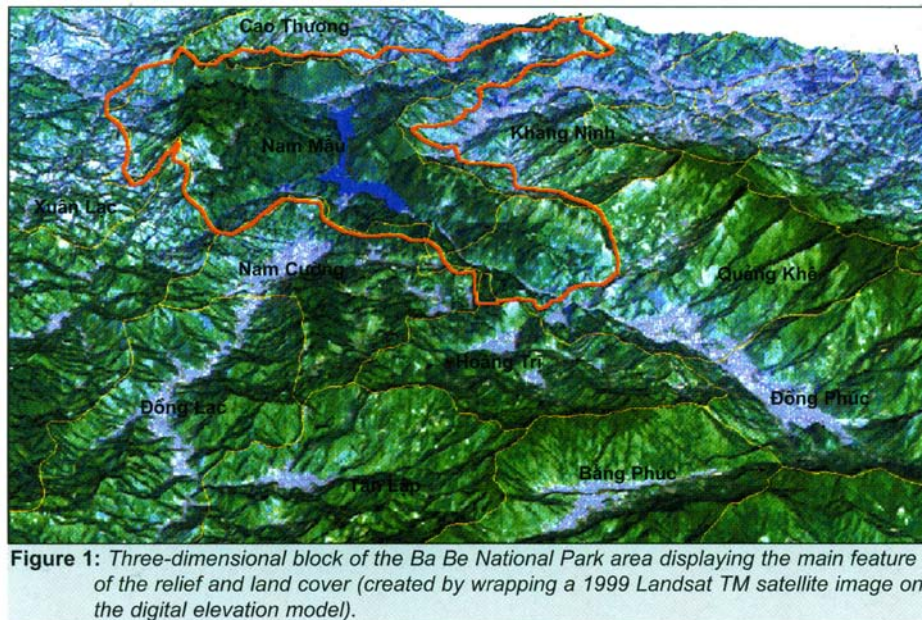 Cao Thượng
Khang Ninh
Nam Mẫu
Xuân Lạc
Nam Cường
Quảng Khê
Hoàng Trĩ
Đồng Lạc
Đồng Phúc
Bằng Phúc
Tân Lập
Figure 1: Three-dimensional block of the Ba Be National Park area displaying the main feature
of the relief and land cover (created by wrapping a 1999 Landsat TM satellite image on
the digital elevation model).